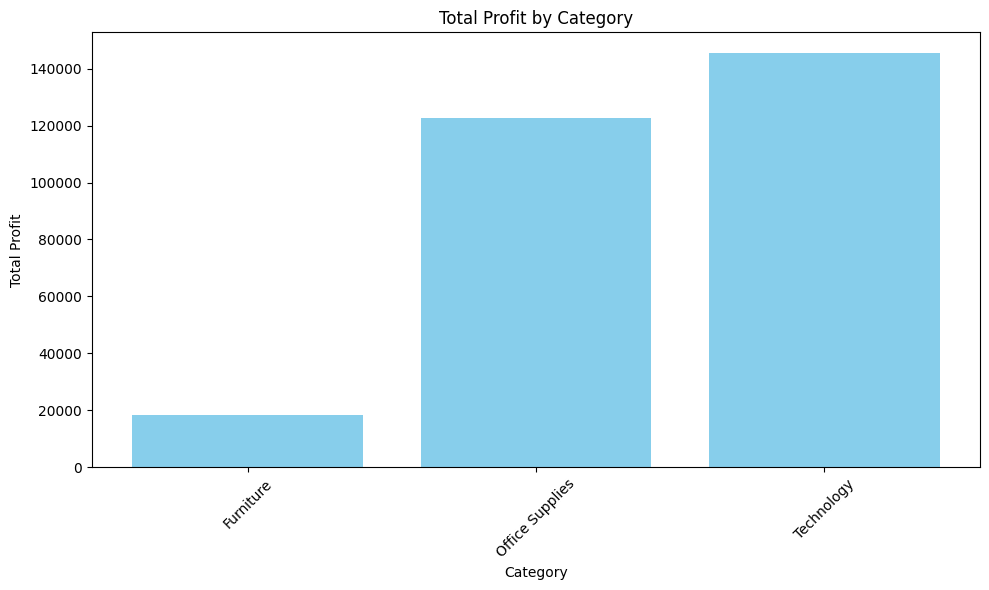 Total Profit by Category
Total Profit
140000
120000
100000
80000
60000
40000
20000
0
Furniture
Office Supplies
Technology
Category